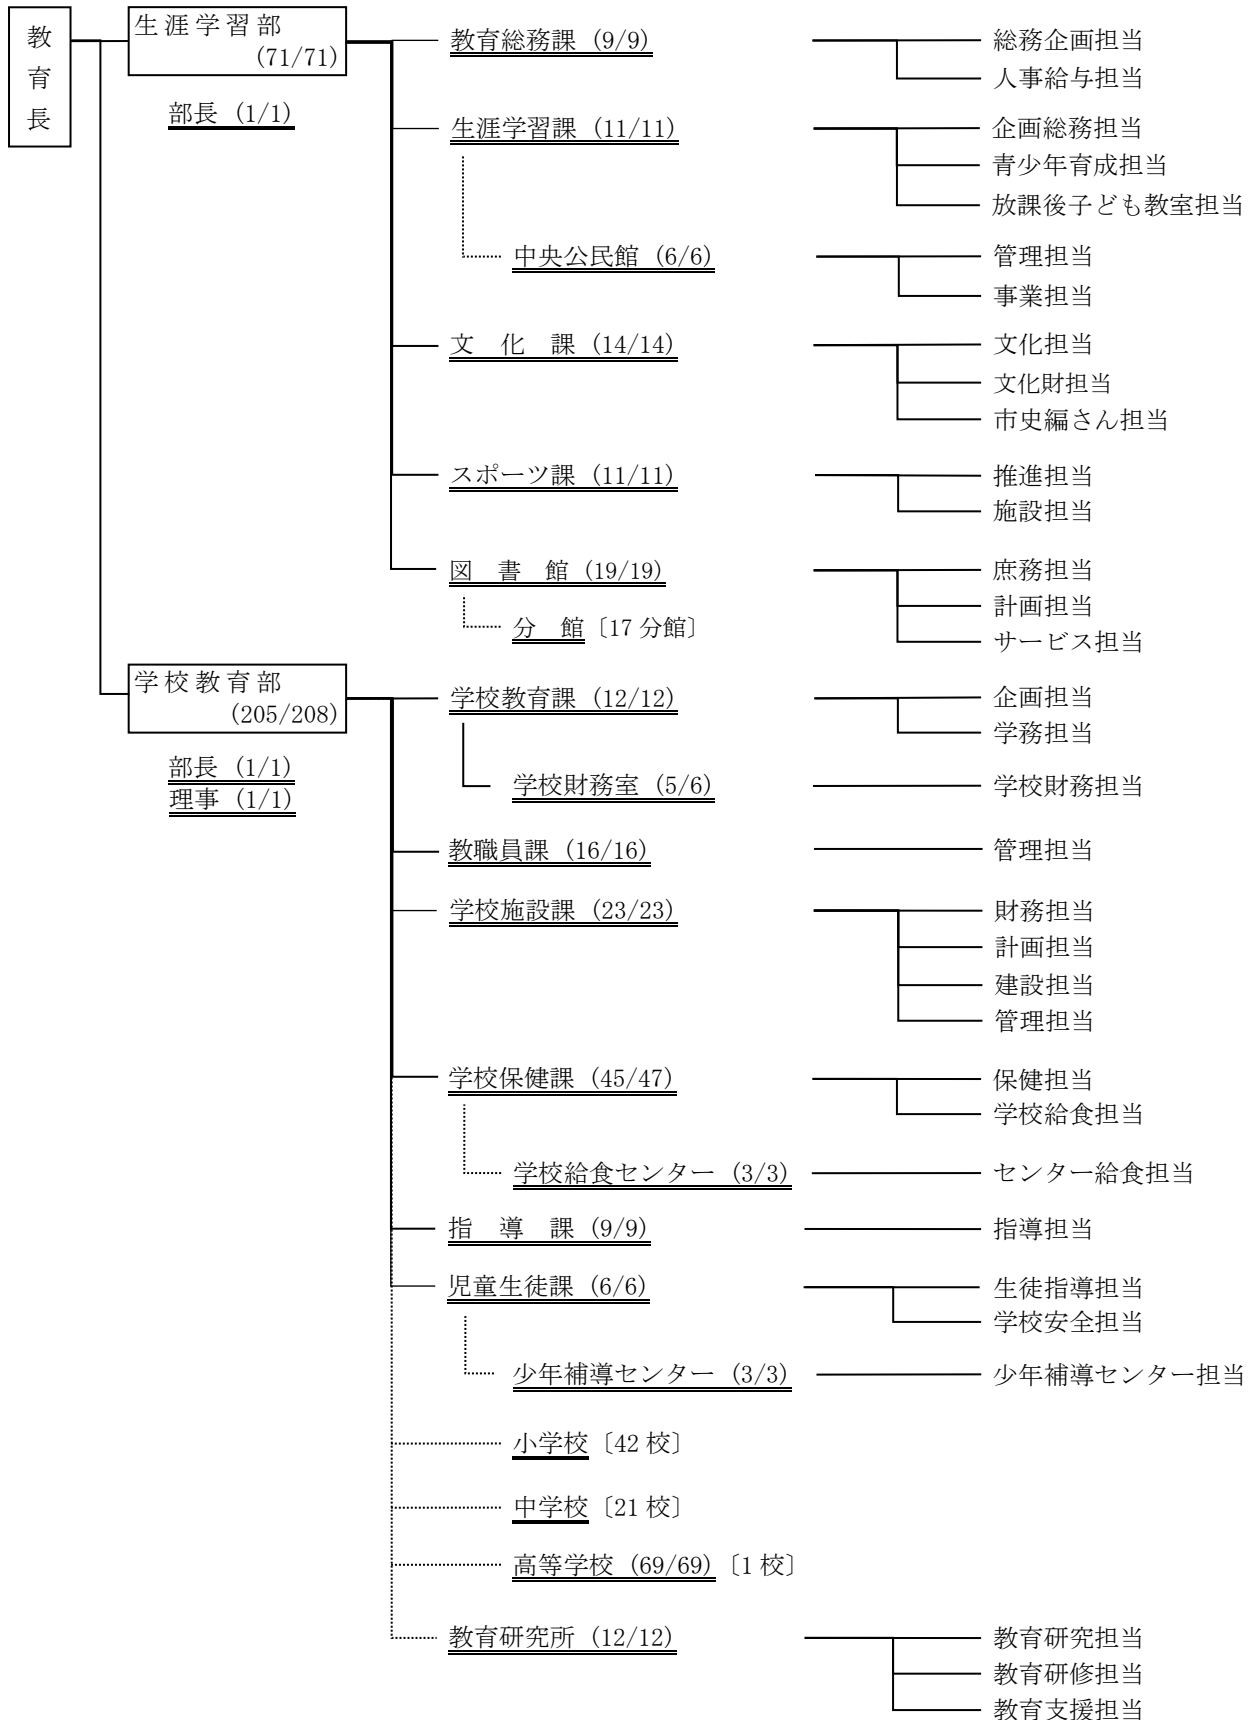 教育長
生涯学習部
(71/71)
部長 (1/1)
教育総務課 (9/9)
総務企画担当
人事給与担当
生涯学習課 (11/11)
企画総務担当
青少年育成担当
放課後子ども教室担当
中央公民館 (6/6)
管理担当
事業担当
文 化 課 (14/14)
文化担当
文化財担当
市史編さん担当
スポーツ課 (11/11)
推進担当
施設担当
図 書 館 (19/19)
庶務担当
計画担当
サービス担当
分 館〔17 分館〕
学校教育部
(205/208)
部長 (1/1)
理事 (1/1)
学校教育課 (12/12)
企画担当
学務担当
学校財務室 (5/6)
学校財務担当
教職員課 (16/16)
管理担当
学校施設課 (23/23)
財務担当
計画担当
建設担当
管理担当
学校保健課 (45/47)
保健担当
学校給食担当
学校給食センター (3/3)
センター給食担当
指 導 課 (9/9)
指導担当
児童生徒課 (6/6)
生徒指導担当
学校安全担当
少年補導センター (3/3)
少年補導センター担当
小学校〔42 校〕
中学校〔21 校〕
高等学校 (69/69)〔1 校〕
教育研究所 (12/12)
教育研究担当
教育研修担当
教育支援担当